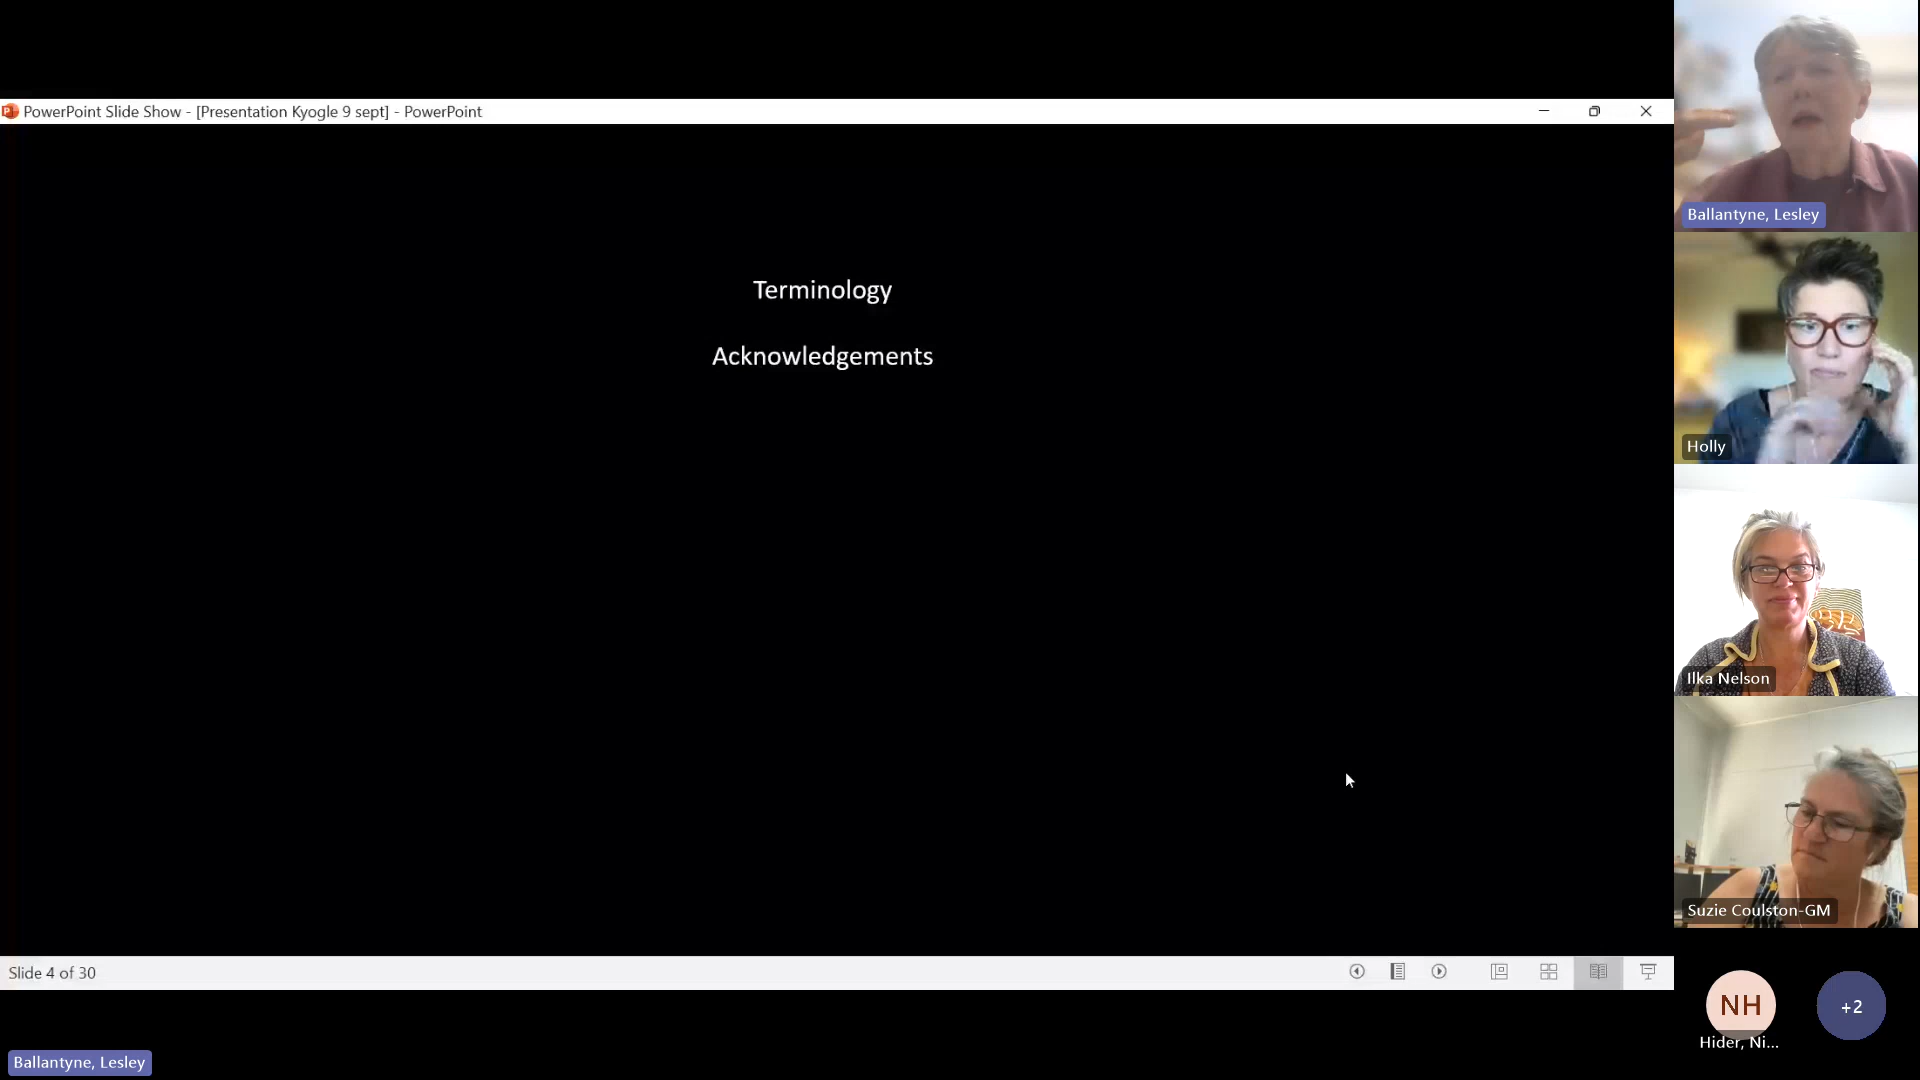 PowerPoint Slide Show - [Presentation Kyogle 9 sept] - PowerPoint
Terminology
Acknowledgements
Slide 4 of 30
Ballantyne, Lesley
Ballantyne, Lesley
Holly
Ilka Nelson
Suzie Coulston-GM
NH
Hider, Ni...
+2